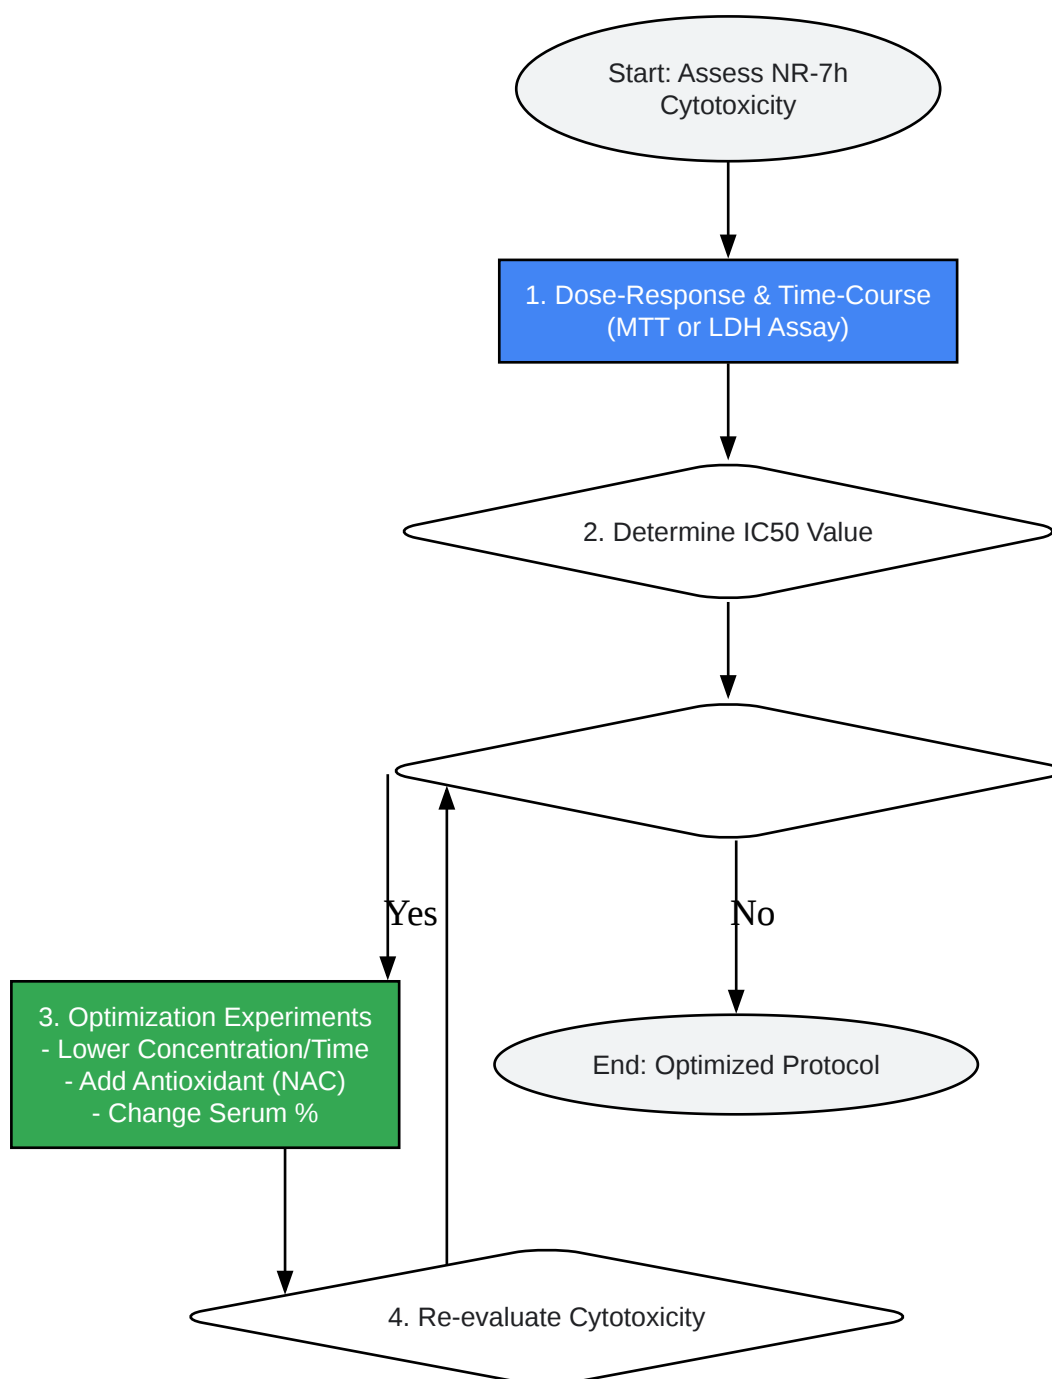 Start: Assess NR-7h
Cytotoxicity
1. Dose-Response & Time-Course
(MTT or LDH Assay)
2. Determine IC50 Value
Yes
No
3. Optimization Experiments
- Lower Concentration/Time
- Add Antioxidant (NAC)
- Change Serum %
End: Optimized Protocol
4. Re-evaluate Cytotoxicity